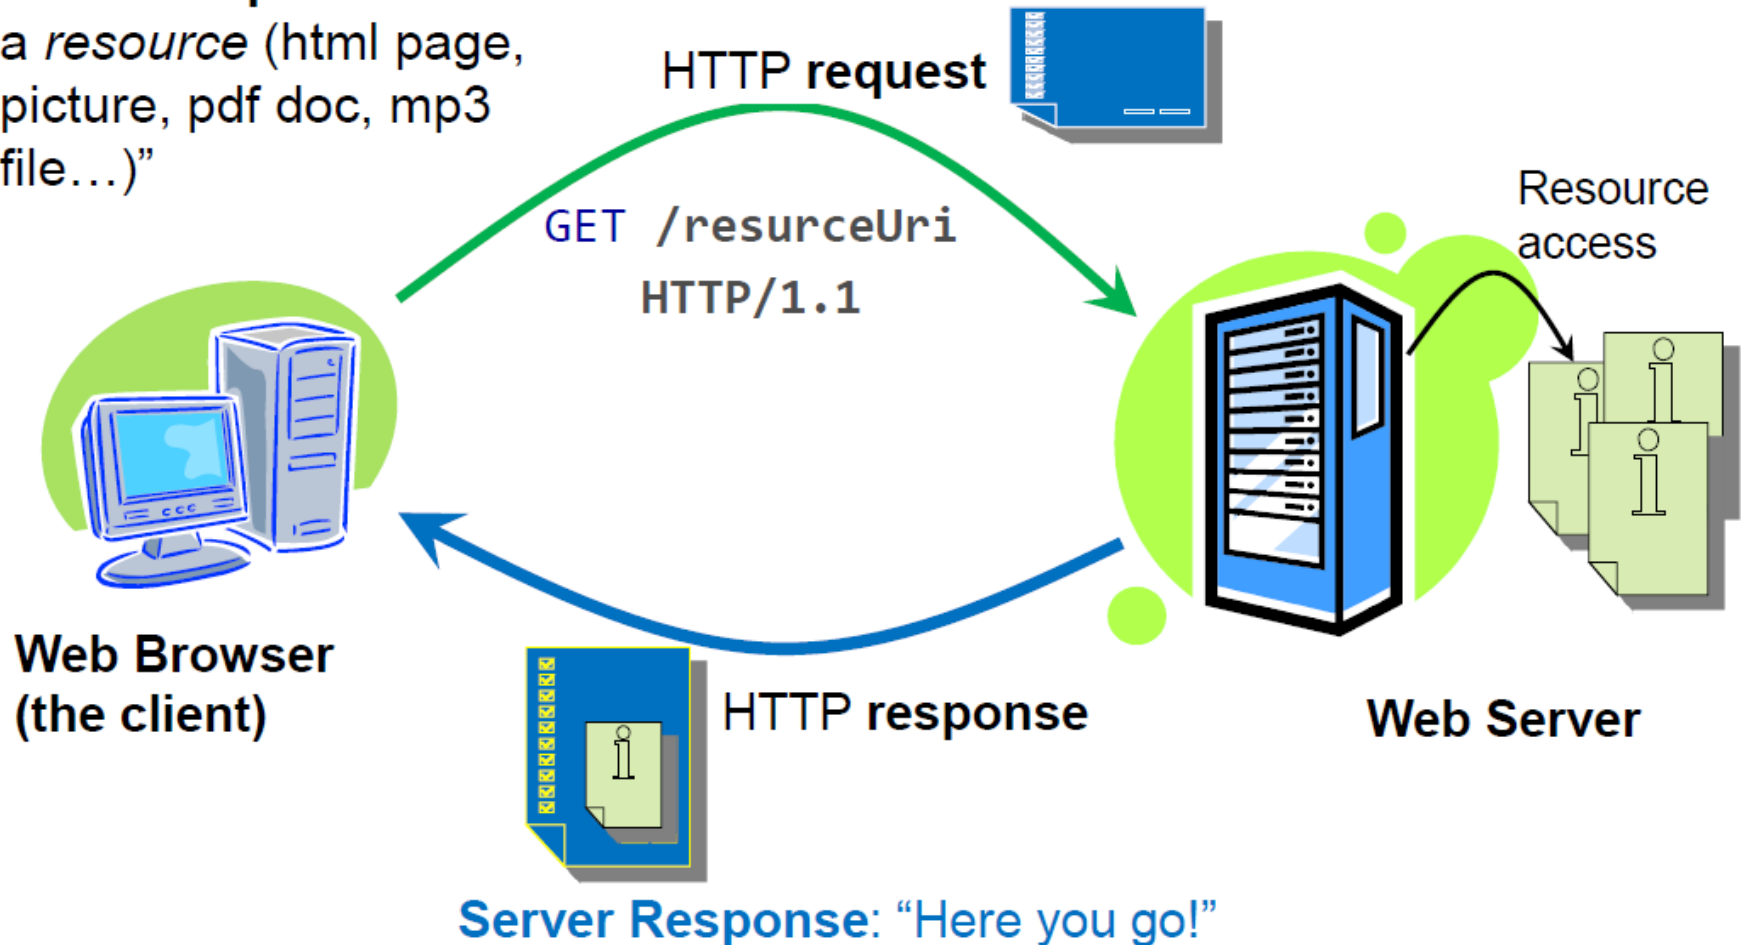 a resource (html page,
picture, pdf doc, mp3
file…)”
HTTP request
GET /resurceUri
HTTP/1.1
Resource
access
Web Browser
(the client)
HTTP response
Web Server
Server Response: “Here you go!”